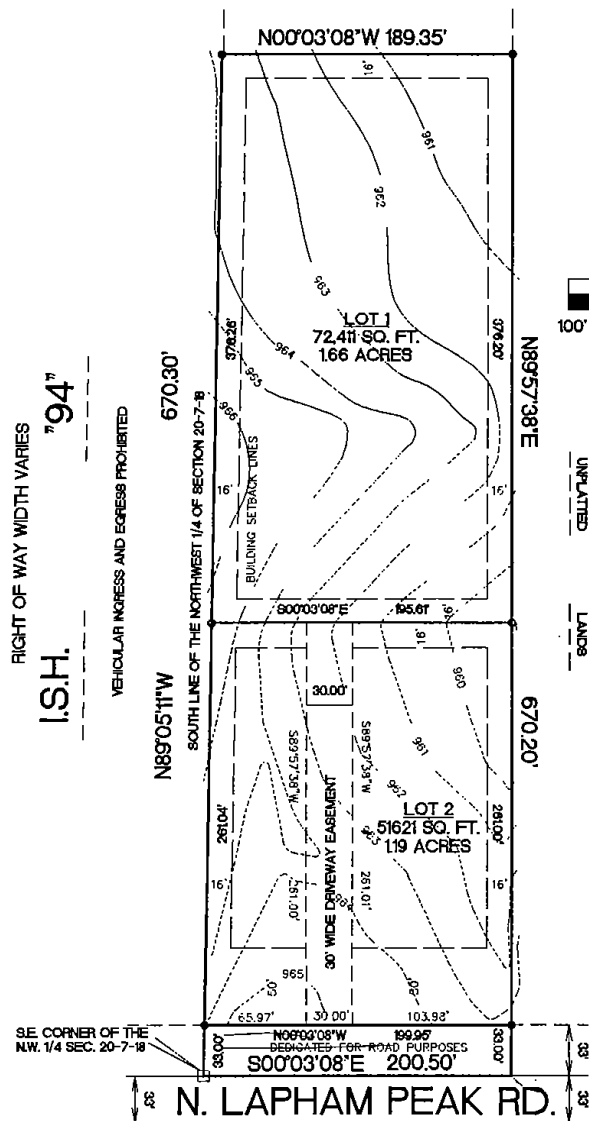 N00°03'08"W 189.35'
16'
961
962
963
LOT 1
72,411 SQ. FT.
1.66 ACRES
376.26'
376.20'
964
965
966
16'
16'
BUILDING SETBACK LINES
100'
N89°57'38"E
670.20'
UNPLATTED
LANDS
RIGHT OF WAY WIDTH VARIES
I.S.H. "94"
VEHICULAR INGRESS AND EGRESS PROHIBITED
N89°05'11"W 670.30'
SOUTH LINE OF THE NORTHWEST 1/4 OF SECTION 20-7-18
S00°03'08"E 195.61'
16'
16'
30.00'
960
961
962
963
S89°57'38"W
S89°57'38"W
LOT 2
51621 SQ. FT.
1.19 ACRES
261.04'
261.00'
16'
16'
261.00'
261.01'
30' WIDE DRIVEWAY EASEMENT
964
965
50'
50'
65.97' 30.00' 103.98'
S.E. CORNER OF THE
N.W. 1/4 SEC. 20-7-18
33.00'
N00°03'08"W 199.95'
DEDICATED FOR ROAD PURPOSES
33.00'
S00°03'08"E 200.50'
33'
33'
33'
N. LAPHAM PEAK RD.